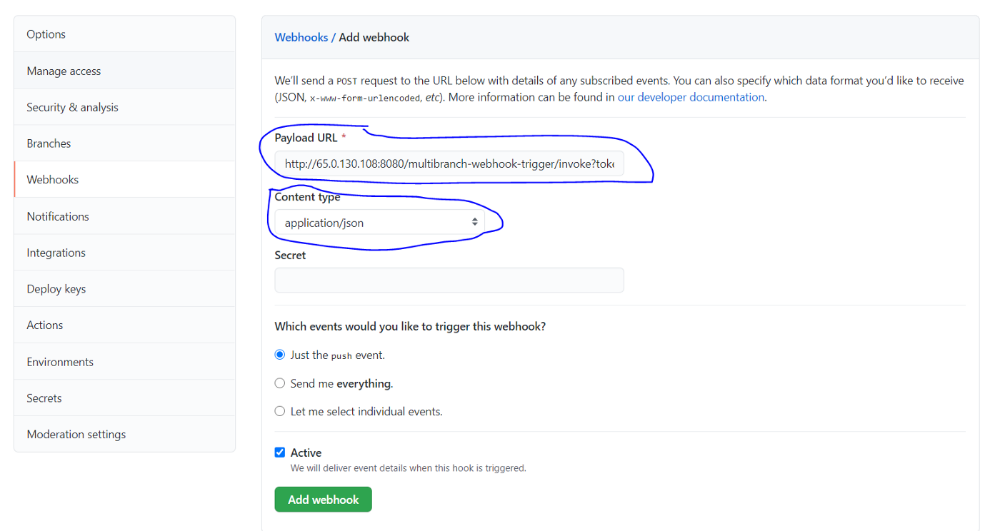 Options
Manage access
Security & analysis
Branches
Webhooks
Notifications
Integrations
Deploy keys
Actions
Environments
Secrets
Moderation settings
Webhooks / Add webhook
We’ll send a POST request to the URL below with details of any subscribed events. You can also specify which data format you’d like to receive
(JSON, x-www-form-urlencoded, etc). More information can be found in our developer documentation.
Payload URL *
http://65.0.130.108:8080/multibranch-webhook-trigger/invoke?toke
Content type
application/json
Secret
Which events would you like to trigger this webhook?
Just the push event.
Send me everything.
Let me select individual events.
Active
We will deliver event details when this hook is triggered.
Add webhook